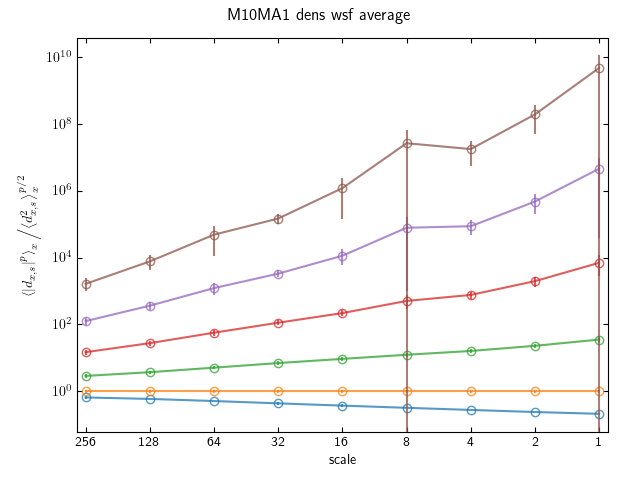 M10MA1 dens wsf average
⟨|d_{x,s}|^p⟩_x / ⟨d_{x,s}^2⟩_x^{p/2}
10^{10}
10^8
10^6
10^4
10^2
10^0
256 128 64 32 16 8 4 2 1
scale